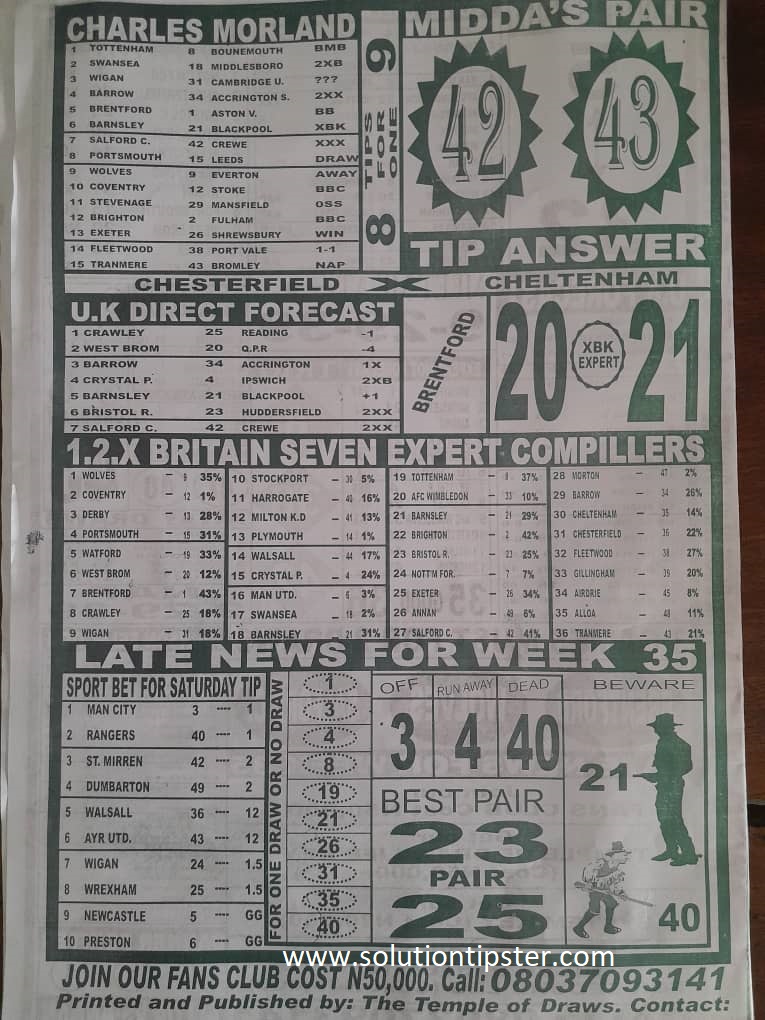 CHARLES MORLAND
1 TOTTENHAM 8 BOUNEMOUTH BMB
2 SWANSEA 18 MIDDLESBORO 2XB
3 WIGAN 31 CAMBRIDGE U. ???
4 BARROW 34 ACCRINGTON S. 2XX
5 BRENTFORD 1 ASTON V. BB
6 BARNSLEY 21 BLACKPOOL XBK
7 SALFORD C. 42 CREWE XXX
8 PORTSMOUTH 15 LEEDS DRAW
9 WOLVES 9 EVERTON AWAY
10 COVENTRY 12 STOKE BBC
11 STEVENAGE 29 MANSFIELD OSS
12 BRIGHTON 2 FULHAM BBC
13 EXETER 26 SHREWSBURY WIN
14 FLEETWOOD 38 PORT VALE 1-1
15 TRANMERE 43 BROMLEY NAP
8 TIPS FOR ONE 9
MIDDA'S PAIR
42 43
TIP ANSWER
CHESTERFIELD X CHELTENHAM
U.K DIRECT FORECAST
1 CRAWLEY 25 READING -1
2 WEST BROM 20 Q.P.R -4
3 BARROW 34 ACCRINGTON 1X
4 CRYSTAL P. 4 IPSWICH 2XB
5 BARNSLEY 21 BLACKPOOL +1
6 BRISTOL R. 23 HUDDERSFIELD 2XX
7 SALFORD C. 42 CREWE 2XX
BRENTFORD
20 XBK EXPERT 21
1.2.X BRITAIN SEVEN EXPERT COMPILLERS
1 WOLVES - 9 35%
2 COVENTRY - 12 1%
3 DERBY - 13 28%
4 PORTSMOUTH - 15 31%
5 WATFORD - 19 33%
6 WEST BROM - 20 12%
7 BRENTFORD - 1 43%
8 CRAWLEY - 25 18%
9 WIGAN - 31 18%
10 STOCKPORT - 30 5%
11 HARROGATE - 40 16%
12 MILTON K.D - 41 13%
13 PLYMOUTH - 14 1%
14 WALSALL - 44 17%
15 CRYSTAL P. - 4 24%
16 MAN UTD. - 6 3%
17 SWANSEA - 18 2%
18 BARNSLEY - 21 31%
19 TOTTENHAM - 8 37%
20 AFC WIMBLEDON - 33 10%
21 BARNSLEY - 21 29%
22 BRIGHTON - 2 42%
23 BRISTOL R. - 23 25%
24 NOTT'M FOR. - 7 7%
25 EXETER - 26 34%
26 ANNAN - 48 6%
27 SALFORD C. - 42 41%
28 MORTON - 47 2%
29 BARROW - 34 26%
30 CHELTENHAM - 35 14%
31 CHESTERFIELD - 36 22%
32 FLEETWOOD - 38 27%
33 GILLINGHAM - 39 20%
34 AIRDRIE - 45 8%
35 ALLOA - 46 11%
36 TRANMERE - 43 21%
LATE NEWS FOR WEEK 35
SPORT BET FOR SATURDAY TIP
1 MAN CITY 3 ---- 1
2 RANGERS 40 ---- 1
3 ST. MIRREN 42 ---- 2
4 DUMBARTON 49 ---- 2
5 WALSALL 36 ---- 12
6 AYR UTD. 43 ---- 12
7 WIGAN 24 ---- 1.5
8 WREXHAM 25 ---- 1.5
9 NEWCASTLE 5 ---- GG
10 PRESTON 6 ---- GG
FOR ONE DRAW OR NO DRAW
1
3
4
8
19
21
26
31
35
40
OFF RUN AWAY DEAD
3 4 40
BEST PAIR
23
PAIR
25
BEWARE
21
40
www.solutiontipster.com
JOIN OUR FANS CLUB COST N50,000. Call: 08037093141
Printed and Published by: The Temple of Draws. Contact: